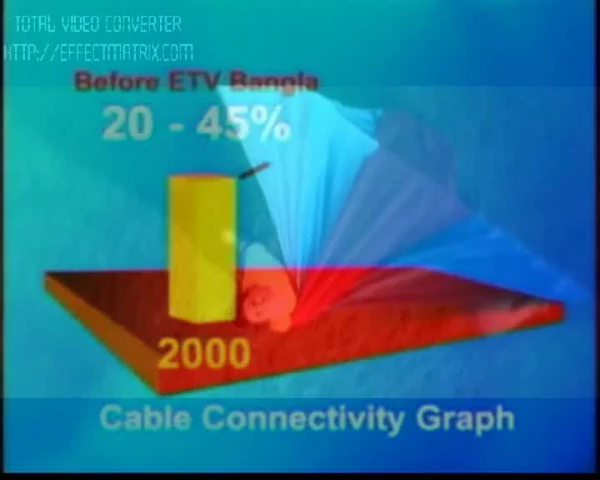 TOTAL VIDEO CONVERTER
HTTP://EFFECTMATRIX.COM
Before ETV Bangla
20 - 45%
2000
Cable Connectivity Graph